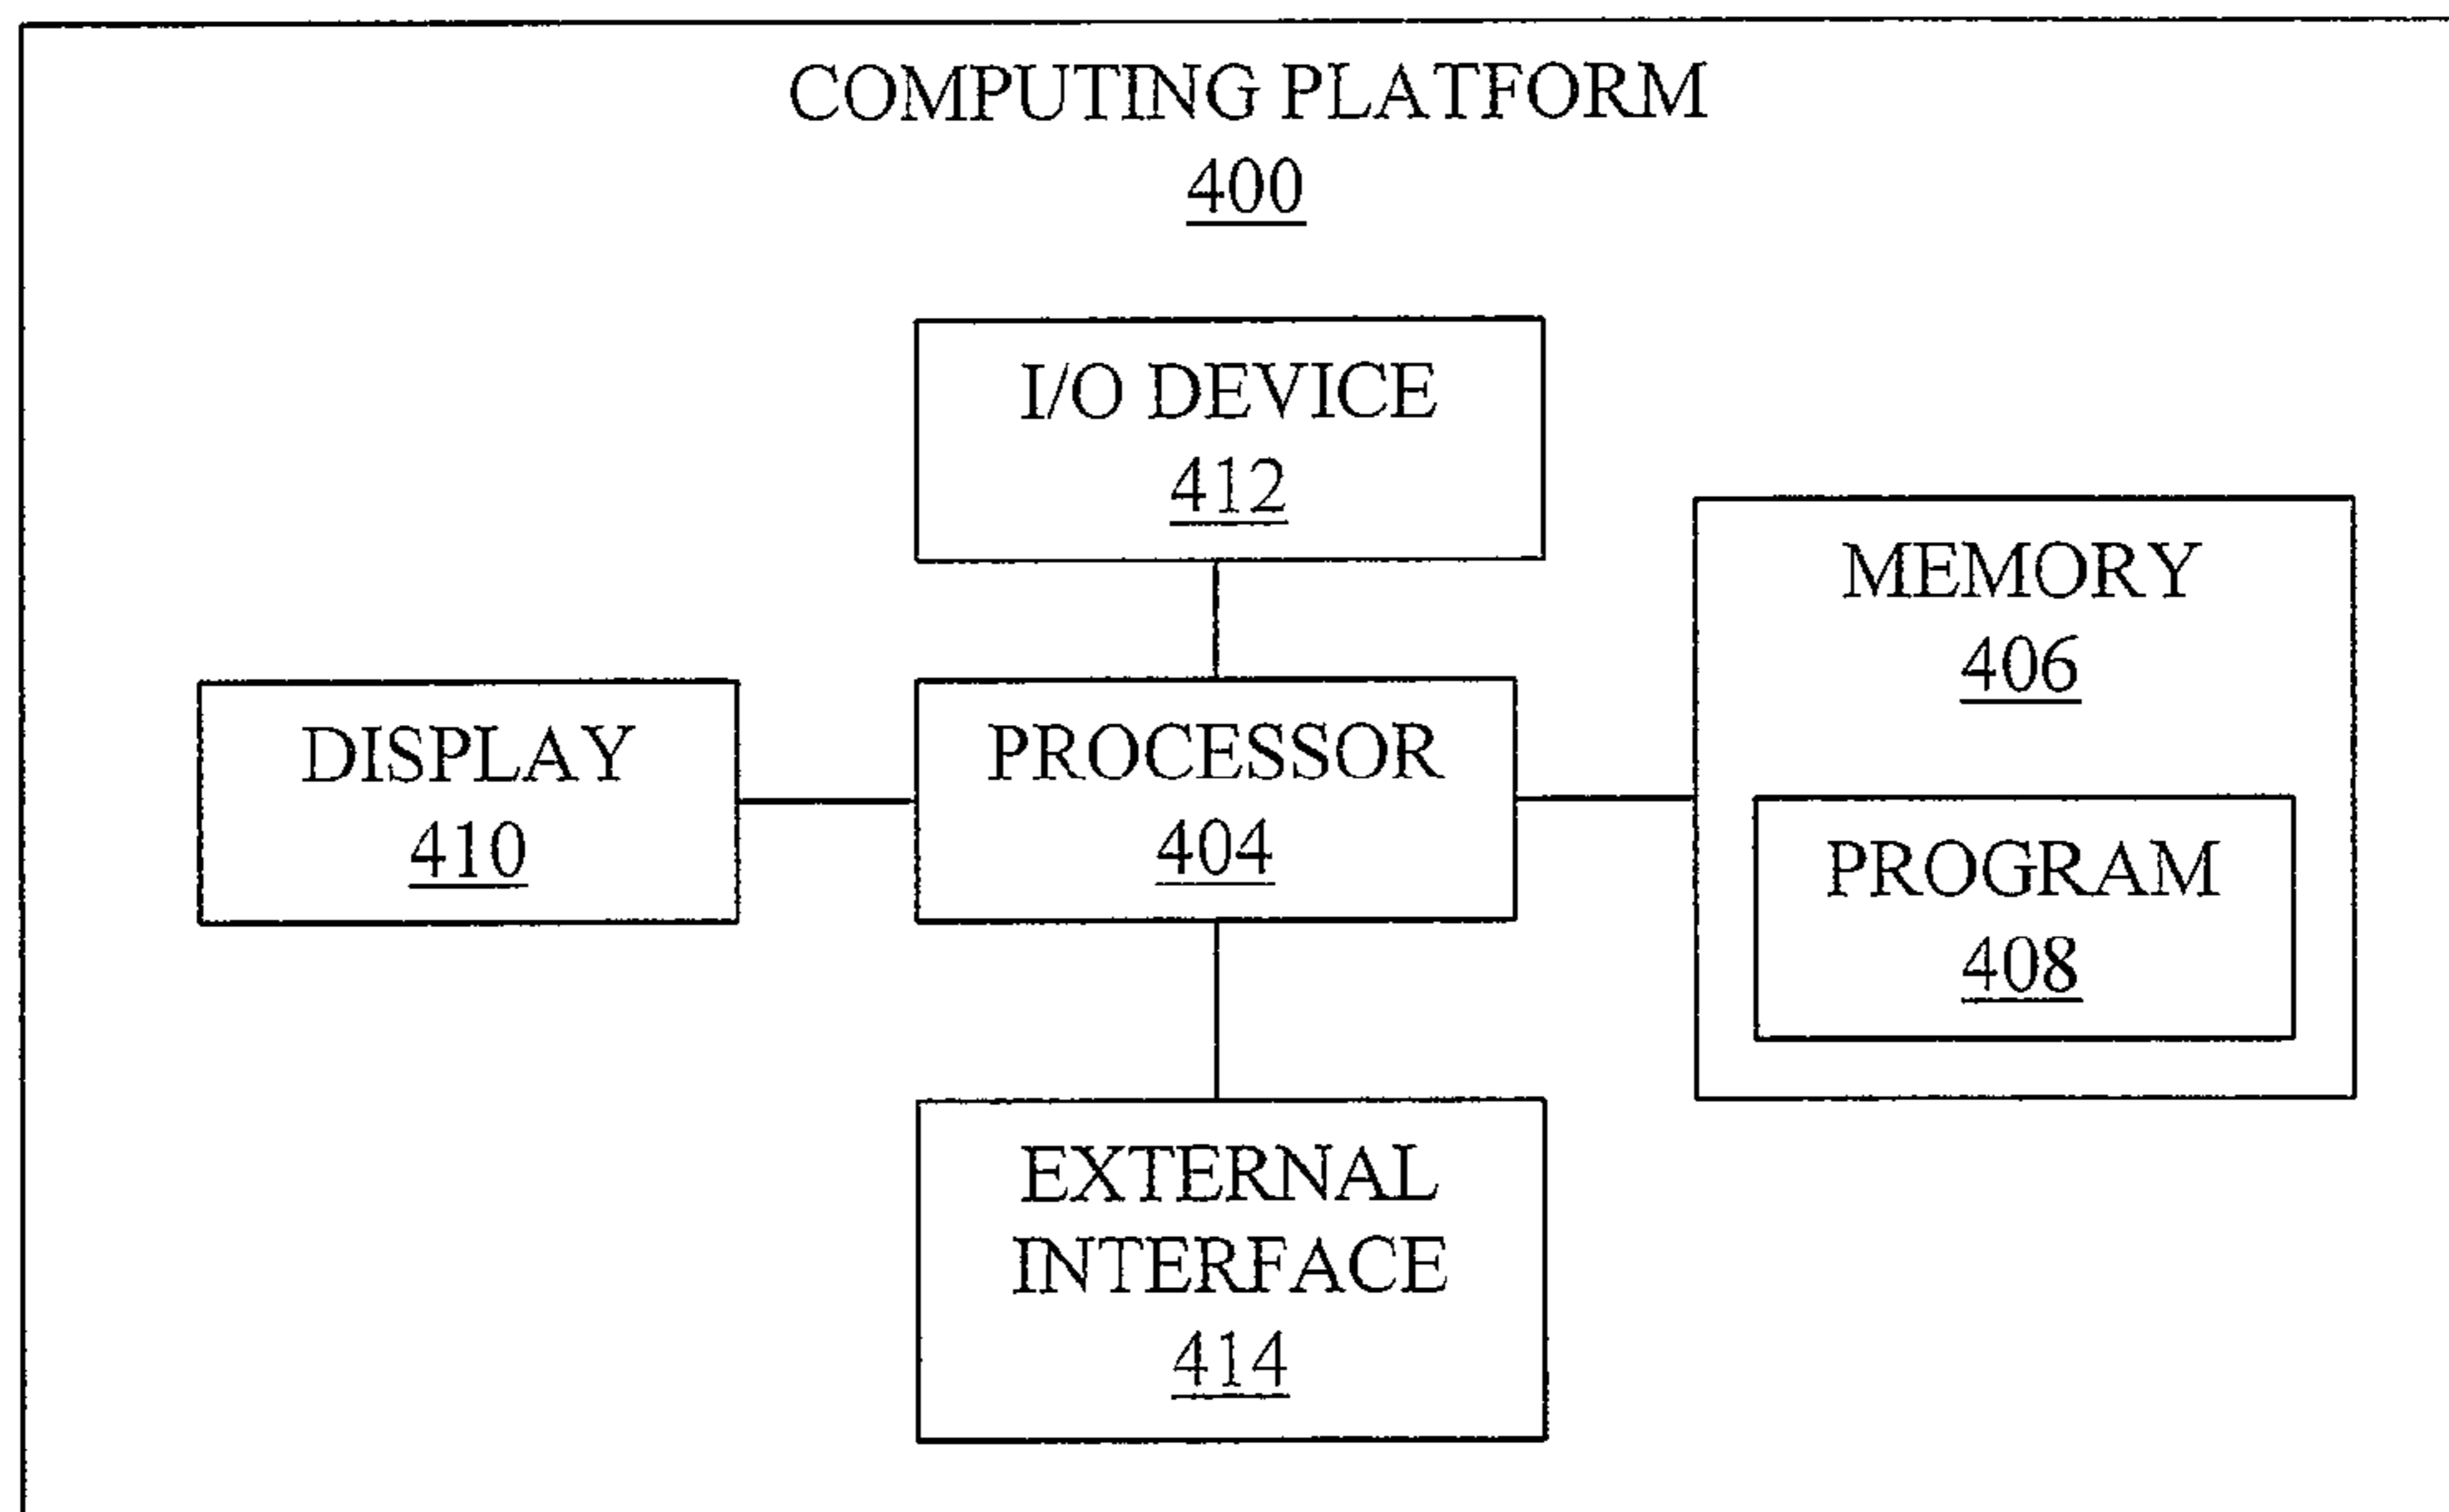 COMPUTING PLATFORM
400
I/O DEVICE
412
MEMORY
406
DISPLAY
410
PROCESSOR
404
PROGRAM
408
EXTERNAL
INTERFACE
414